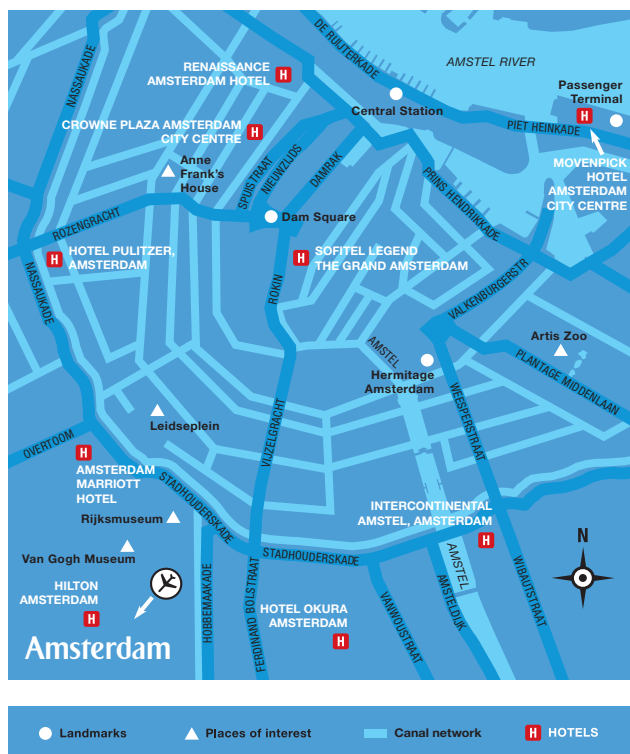 DE RUIJTERKADE
AMSTEL RIVER
NASSAUKADE
RENAISSANCE
AMSTERDAM HOTEL
H
Passenger
Terminal
H
Central Station
PIET HEINKADE
CROWNE PLAZA AMSTERDAM
CITY CENTRE
H
MOVENPICK
HOTEL
AMSTERDAM
CITY CENTRE
Anne
Frank's
House
SPUISTRAAT
NIEUWZIJDS
DAMRAK
PRINS HENDRIKKADE
ROZENGRACHT
Dam Square
H
HOTEL PULITZER,
AMSTERDAM
H
SOFITEL LEGEND
THE GRAND AMSTERDAM
NASSAUKADE
ROKIN
VALKENBURGERSTR
AMSTEL
Artis Zoo
PLANTAGE MIDDENLAAN
Hermitage
Amsterdam
WEESPERSTRAAT
Leidseplein
VIJZELGRACHT
OVERTOOM
H
AMSTERDAM
MARRIOTT
HOTEL
STADHOUDERSKADE
Rijksmuseum
INTERCONTINENTAL
AMSTEL, AMSTERDAM
H
Van Gogh Museum
STADHOUDERSKADE
AMSTEL
N
HILTON
AMSTERDAM
H
HOBBEMAKADE
FERDINAND BOLSTRAAT
HOTEL OKURA
AMSTERDAM
H
VANWOUSTRAAT
AMSTELDIJK
WIBAUTSTRAAT
Amsterdam
Landmarks
Places of interest
Canal network
H HOTELS